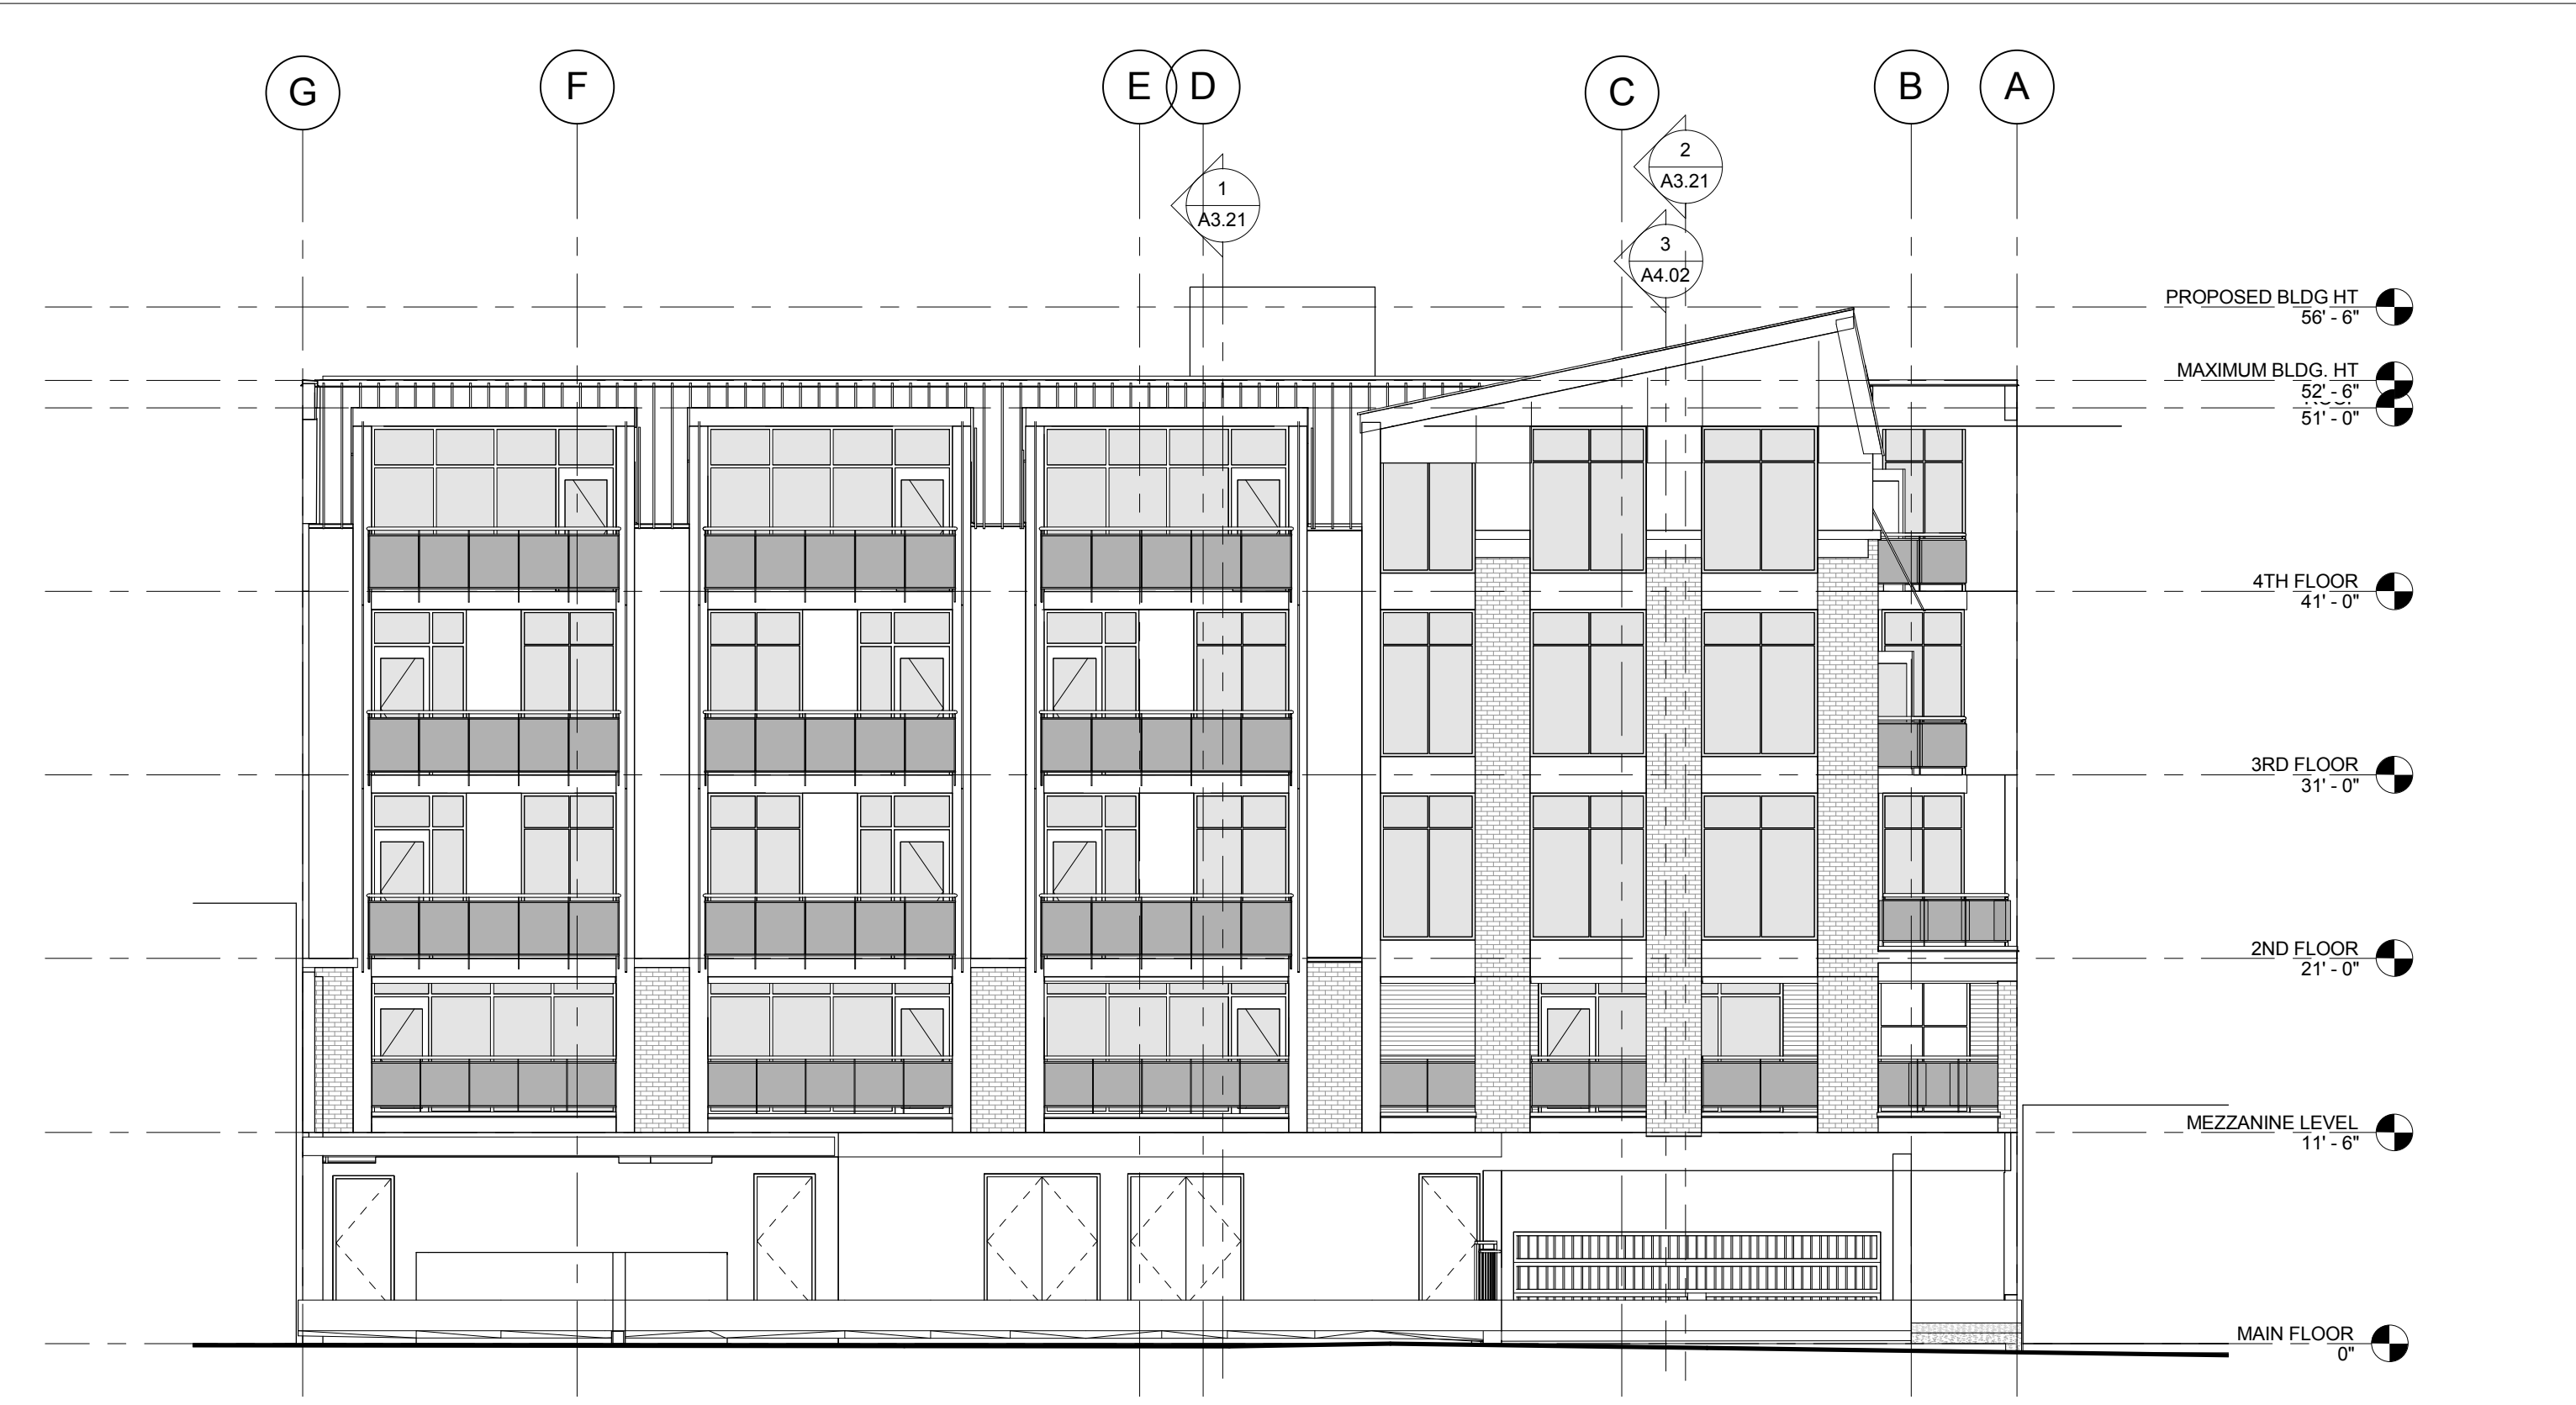 G
F
E
D
C
B
A
2
A3.21
1
A3.21
3
A4.02
PROPOSED BLDG HT
56' - 6"
MAXIMUM BLDG. HT
52' - 6"
51' - 0"
4TH FLOOR
41' - 0"
3RD FLOOR
31' - 0"
2ND FLOOR
21' - 0"
MEZZANINE LEVEL
11' - 6"
MAIN FLOOR
0"